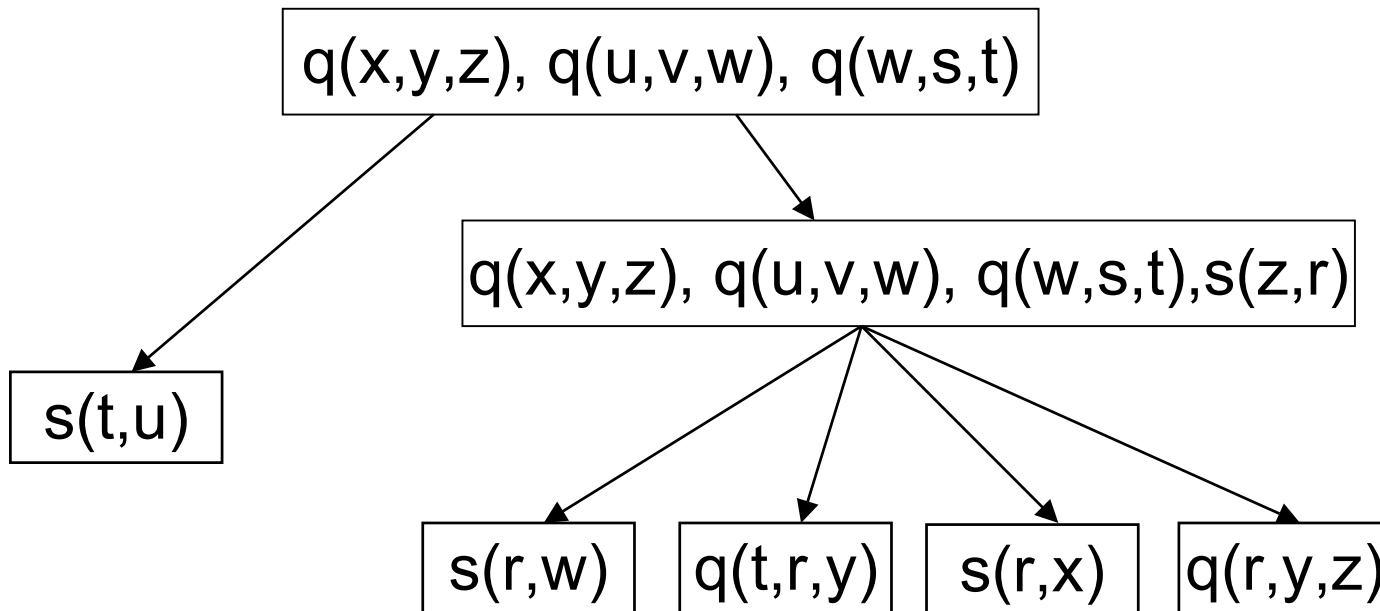 q(x,y,z), q(u,v,w), q(w,s,t)
q(x,y,z), q(u,v,w), q(w,s,t),s(z,r)
s(t,u)
s(r,w)
q(t,r,y)
s(r,x)
q(r,y,z)